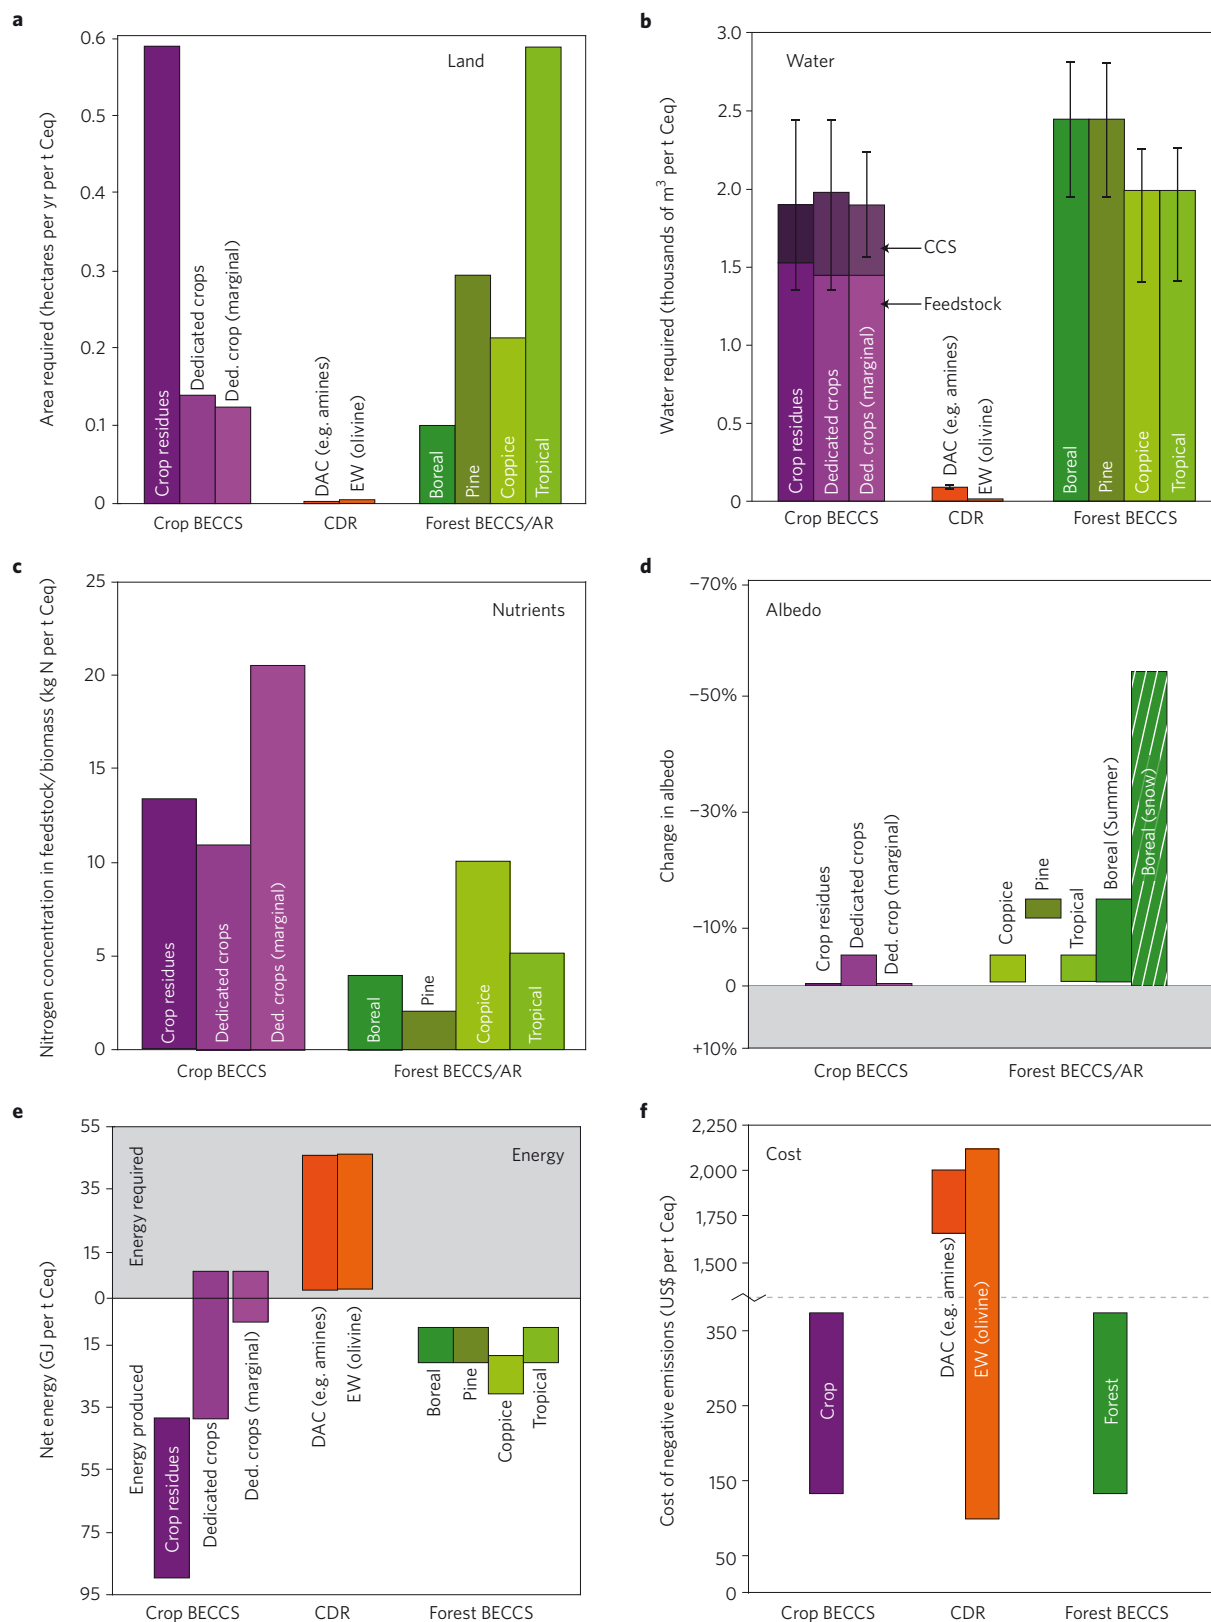 a
Land
Area required (hectares per yr per t Ceq)
0.6
0.5
0.4
0.3
0.2
0.1
0
Crop residues
Dedicated crops
Ded. crop (marginal)
DAC (e.g. amines)
EW (olivine)
Boreal
Pine
Coppice
Tropical
Crop BECCS
CDR
Forest BECCS/AR
b
Water
Water required (thousands of m³ per t Ceq)
3.0
2.5
2.0
1.5
1.0
0.5
0
CCS
Feedstock
Crop residues
Dedicated crops
Ded. crops (marginal)
DAC (e.g. amines)
EW (olivine)
Boreal
Pine
Coppice
Tropical
Crop BECCS
CDR
Forest BECCS
c
Nutrients
Nitrogen concentration in feedstock/biomass (kg N per t Ceq)
25
20
15
10
5
0
Crop residues
Dedicated crops
Ded. crops (marginal)
Boreal
Pine
Coppice
Tropical
Crop BECCS
Forest BECCS/AR
d
Albedo
Change in albedo
−70%
−50%
−30%
−10%
0
+10%
Crop residues
Dedicated crops
Ded. crop (marginal)
Coppice
Pine
Tropical
Boreal (Summer)
Boreal (snow)
Crop BECCS
Forest BECCS/AR
e
Energy
Net energy (GJ per t Ceq)
55
35
15
0
15
35
55
75
95
Energy required
Energy produced
Crop residues
Dedicated crops
Ded. crops (marginal)
DAC (e.g. amines)
EW (olivine)
Boreal
Pine
Coppice
Tropical
Crop BECCS
CDR
Forest BECCS
f
Cost
Cost of negative emissions (US$ per t Ceq)
2,250
2,000
1,750
1,500
350
250
150
50
0
Crop
DAC (e.g. amines)
EW (olivine)
Forest
Crop BECCS
CDR
Forest BECCS